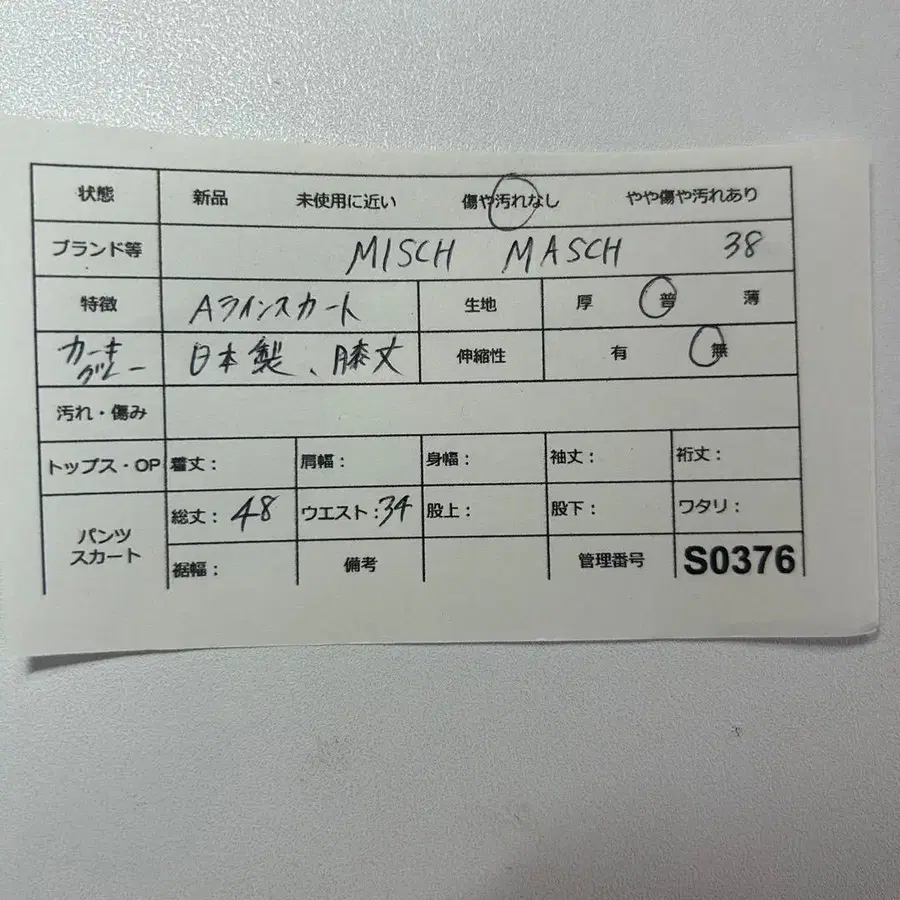 状態 新品 未使用に近い 傷や汚れなし やや傷や汚れあり
ブランド等 MISCH MASCH 38
特徴 Aラインスカート 生地 厚 普 薄
カーキグレー 日本製、膝丈 伸縮性 有 無
汚れ・傷み
トップス・OP 着丈: 肩幅: 身幅: 袖丈: 裄丈:
パンツ スカート 総丈:48 ウエスト:34 股上: 股下: ワタリ:
裾幅: 備考 管理番号 S0376